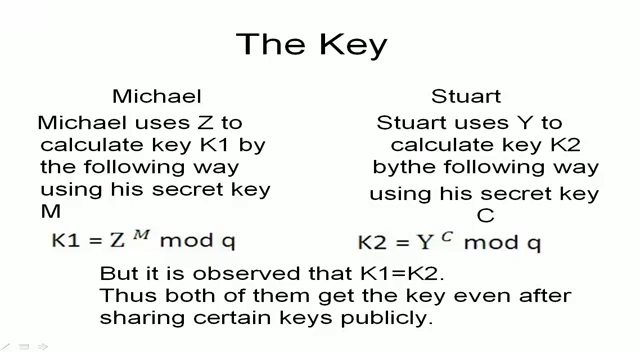 The Key
Michael
Michael uses Z to
calculate key K1 by
the following way
using his secret key
M
K1 = Z M mod q
Stuart
Stuart uses Y to
calculate key K2
bythe following way
using his secret key
C
K2 = Y C mod q
But it is observed that K1=K2.
Thus both of them get the key even after
sharing certain keys publicly.